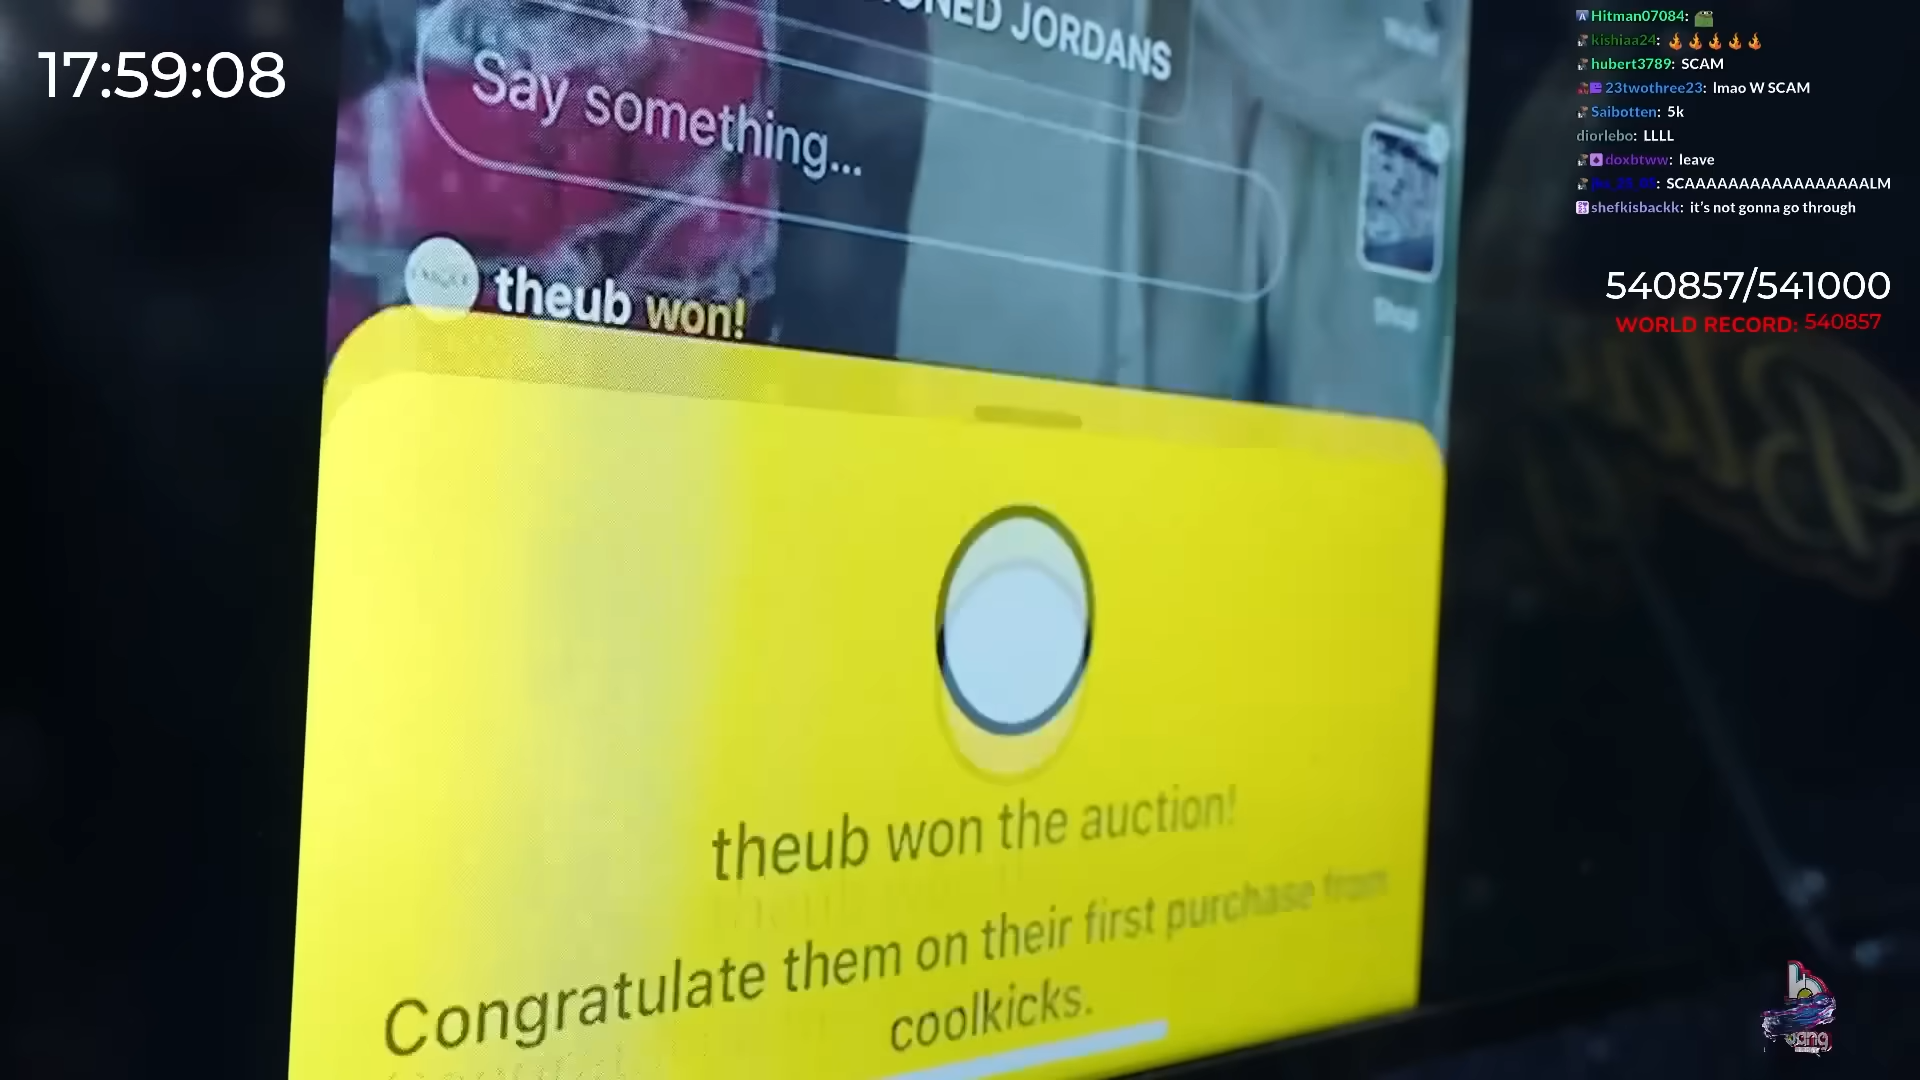 17:59:08
JORDANS
Say something...
theub won!
theub won the auction!
Congratulate them on their first purchase from
coolkicks.
Hitman07084:
kishiaa24:
hubert3789: SCAM
23twothree23: lmao W SCAM
Saibotten: 5k
diorlebo: LLLL
doxbtww: leave
: SCAAAAAAAAAAAAAAAAALM
shefkisbackk: it's not gonna go through
540857/541000
WORLD RECORD: 540857